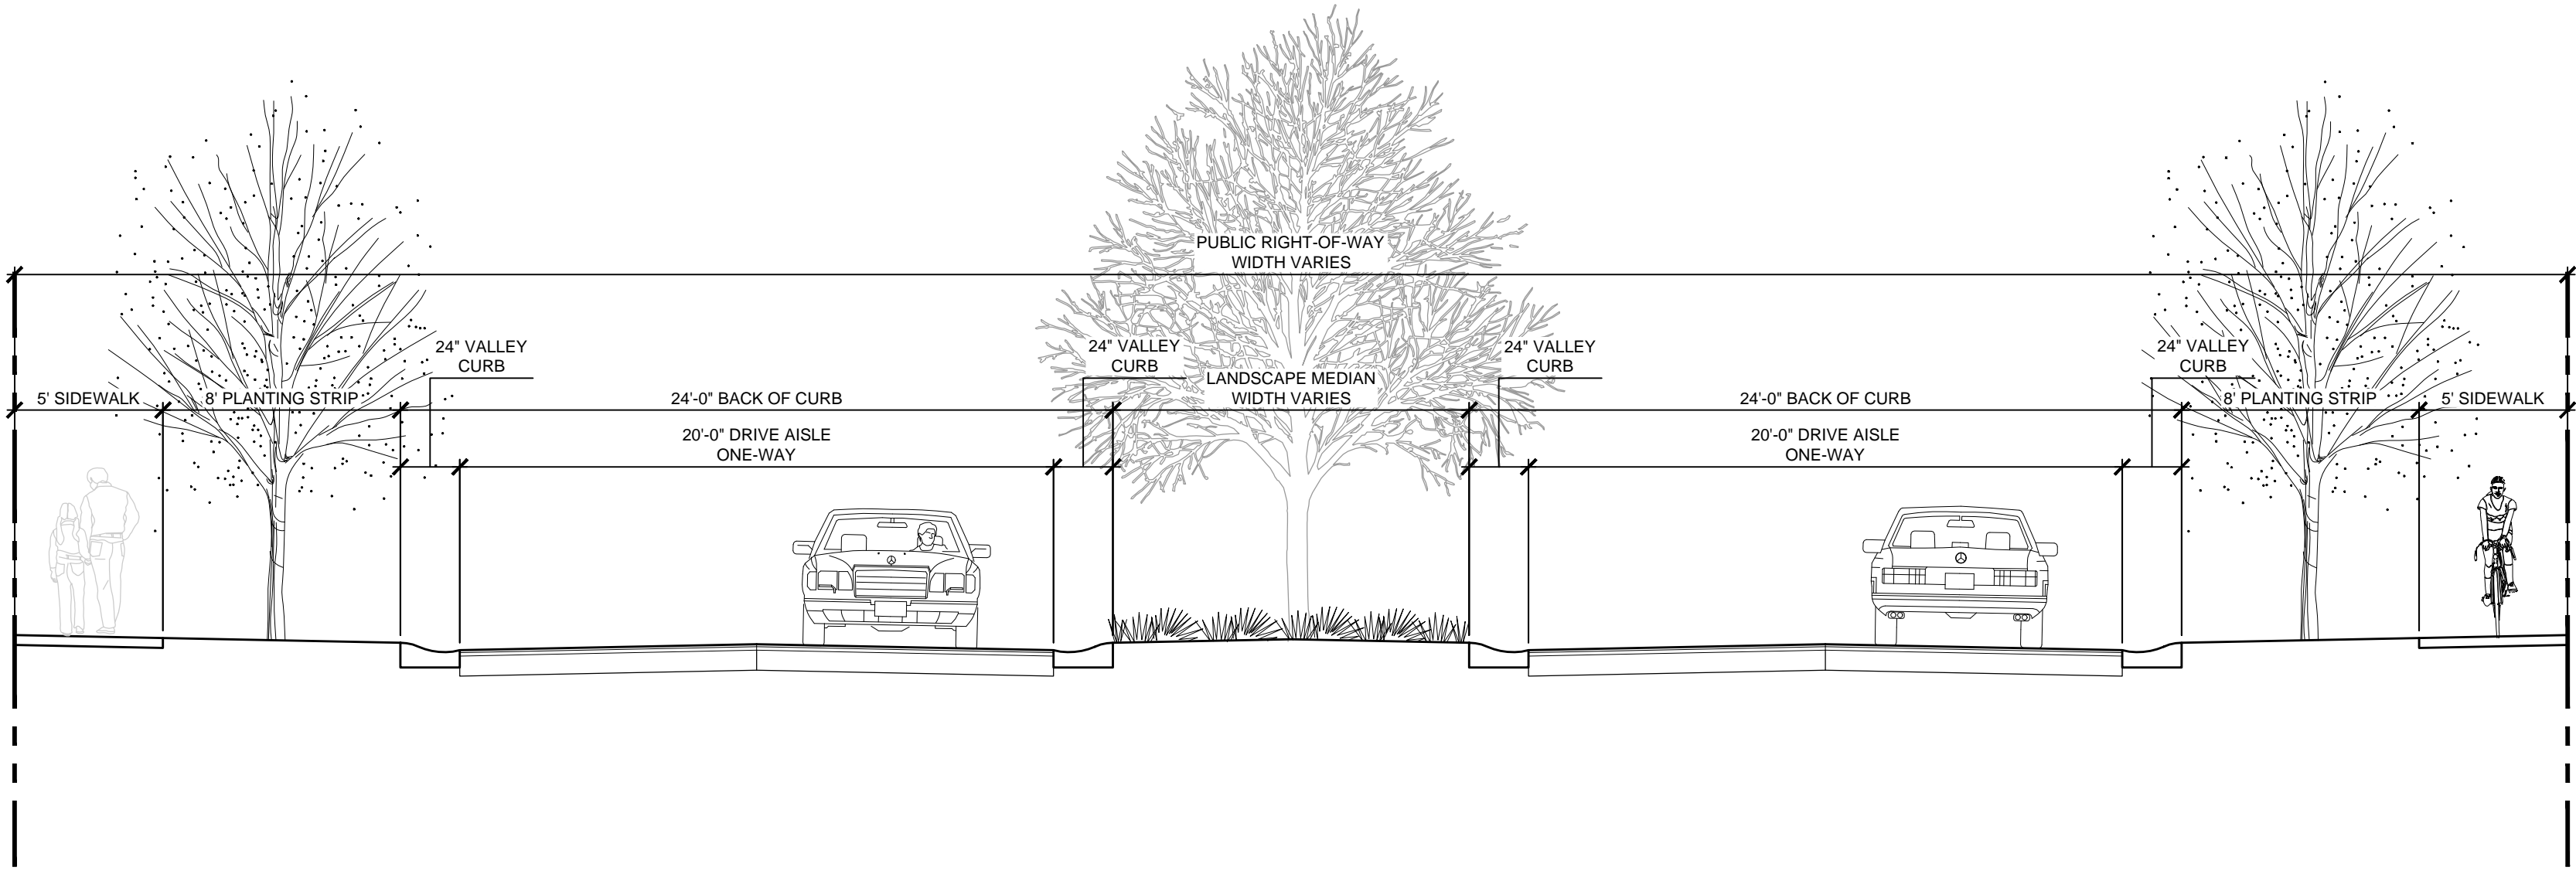 PUBLIC RIGHT-OF-WAY
WIDTH VARIES
24" VALLEY
CURB
24" VALLEY
CURB
24" VALLEY
CURB
24" VALLEY
CURB
LANDSCAPE MEDIAN
WIDTH VARIES
5' SIDEWALK
8' PLANTING STRIP
24'-0" BACK OF CURB
24'-0" BACK OF CURB
8' PLANTING STRIP
5' SIDEWALK
20'-0" DRIVE AISLE
ONE-WAY
20'-0" DRIVE AISLE
ONE-WAY